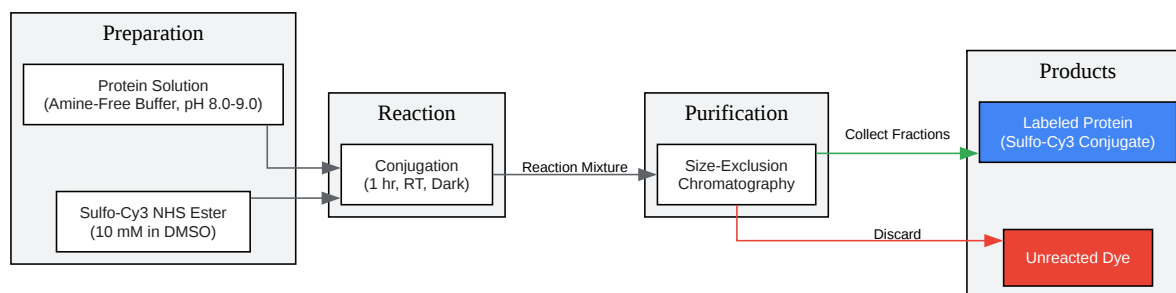 Preparation
Protein Solution
(Amine-Free Buffer, pH 8.0-9.0)
Sulfo-Cy3 NHS Ester
(10 mM in DMSO)
Reaction
Conjugation
(1 hr, RT, Dark)
Reaction Mixture
Purification
Size-Exclusion
Chromatography
Collect Fractions
Discard
Products
Labeled Protein
(Sulfo-Cy3 Conjugate)
Unreacted Dye